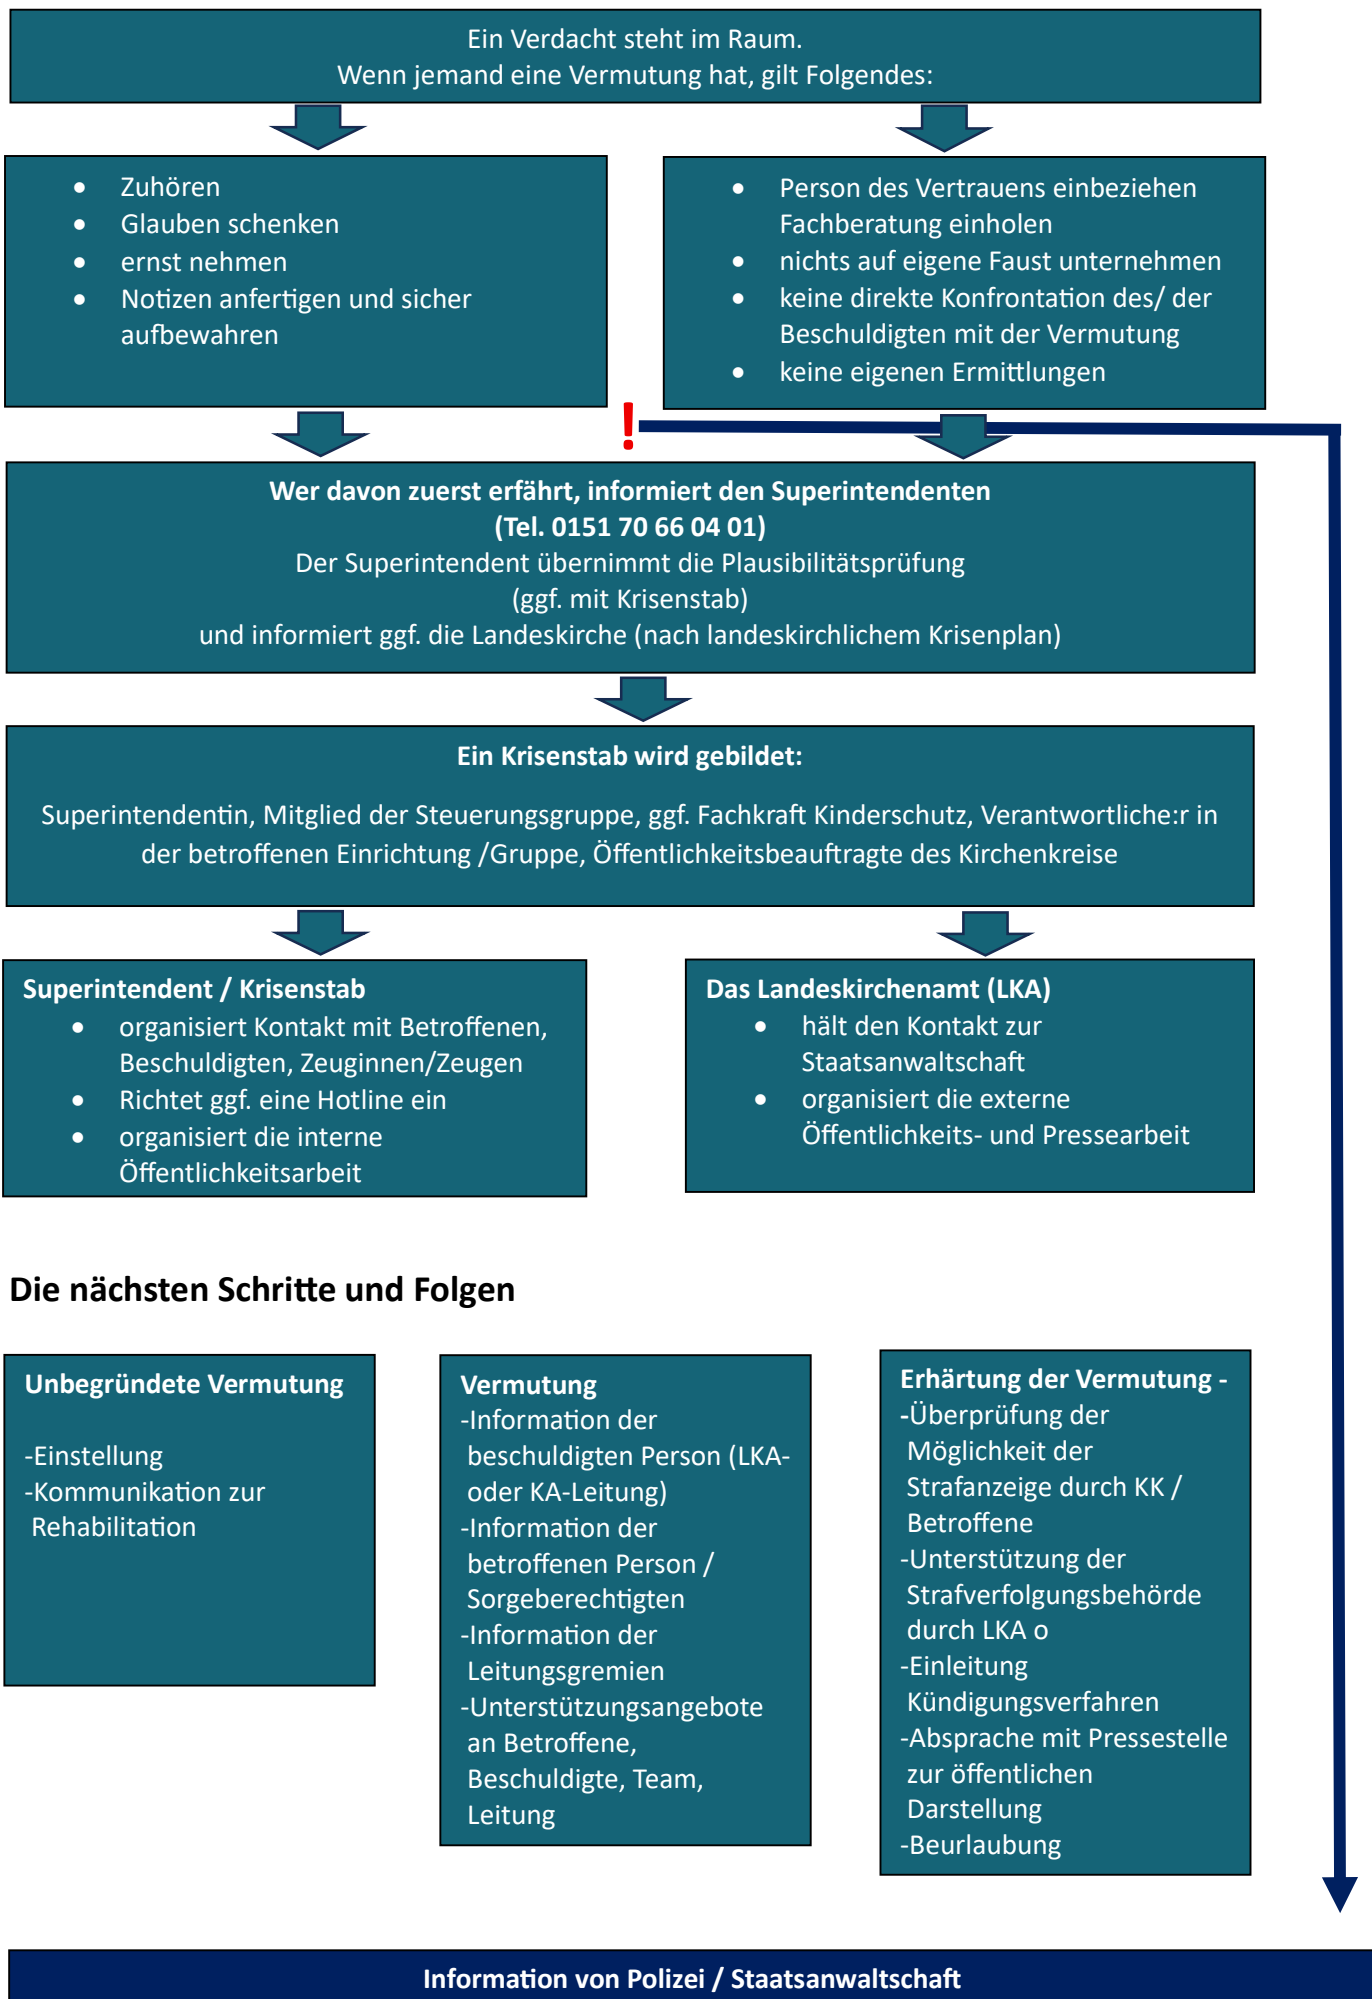 Ein Verdacht steht im Raum.
Wenn jemand eine Vermutung hat, gilt Folgendes:
• Zuhören
• Glauben schenken
• ernst nehmen
• Notizen anfertigen und sicher
aufbewahren
• Person des Vertrauens einbeziehen
Fachberatung einholen
• nichts auf eigene Faust unternehmen
• keine direkte Konfrontation des/ der
Beschuldigten mit der Vermutung
• keine eigenen Ermittlungen
!
Wer davon zuerst erfährt, informiert den Superintendenten
(Tel. 0151 70 66 04 01)
Der Superintendent übernimmt die Plausibilitätsprüfung
(ggf. mit Krisenstab)
und informiert ggf. die Landeskirche (nach landeskirchlichem Krisenplan)
Ein Krisenstab wird gebildet:
Superintendentin, Mitglied der Steuerungsgruppe, ggf. Fachkraft Kinderschutz, Verantwortliche:r in
der betroffenen Einrichtung /Gruppe, Öffentlichkeitsbeauftragte des Kirchenkreise
Superintendent / Krisenstab
• organisiert Kontakt mit Betroffenen,
Beschuldigten, Zeuginnen/Zeugen
• Richtet ggf. eine Hotline ein
• organisiert die interne
Öffentlichkeitsarbeit
Das Landeskirchenamt (LKA)
• hält den Kontakt zur
Staatsanwaltschaft
• organisiert die externe
Öffentlichkeits- und Pressearbeit
Die nächsten Schritte und Folgen
Unbegründete Vermutung
-Einstellung
-Kommunikation zur
Rehabilitation
Vermutung
-Information der
beschuldigten Person (LKA-
oder KA-Leitung)
-Information der
betroffenen Person /
Sorgeberechtigten
-Information der
Leitungsgremien
-Unterstützungsangebote
an Betroffene,
Beschuldigte, Team,
Leitung
Erhärtung der Vermutung -
-Überprüfung der
Möglichkeit der
Strafanzeige durch KK /
Betroffene
-Unterstützung der
Strafverfolgungsbehörde
durch LKA o
-Einleitung
Kündigungsverfahren
-Absprache mit Pressestelle
zur öffentlichen
Darstellung
-Beurlaubung
Information von Polizei / Staatsanwaltschaft